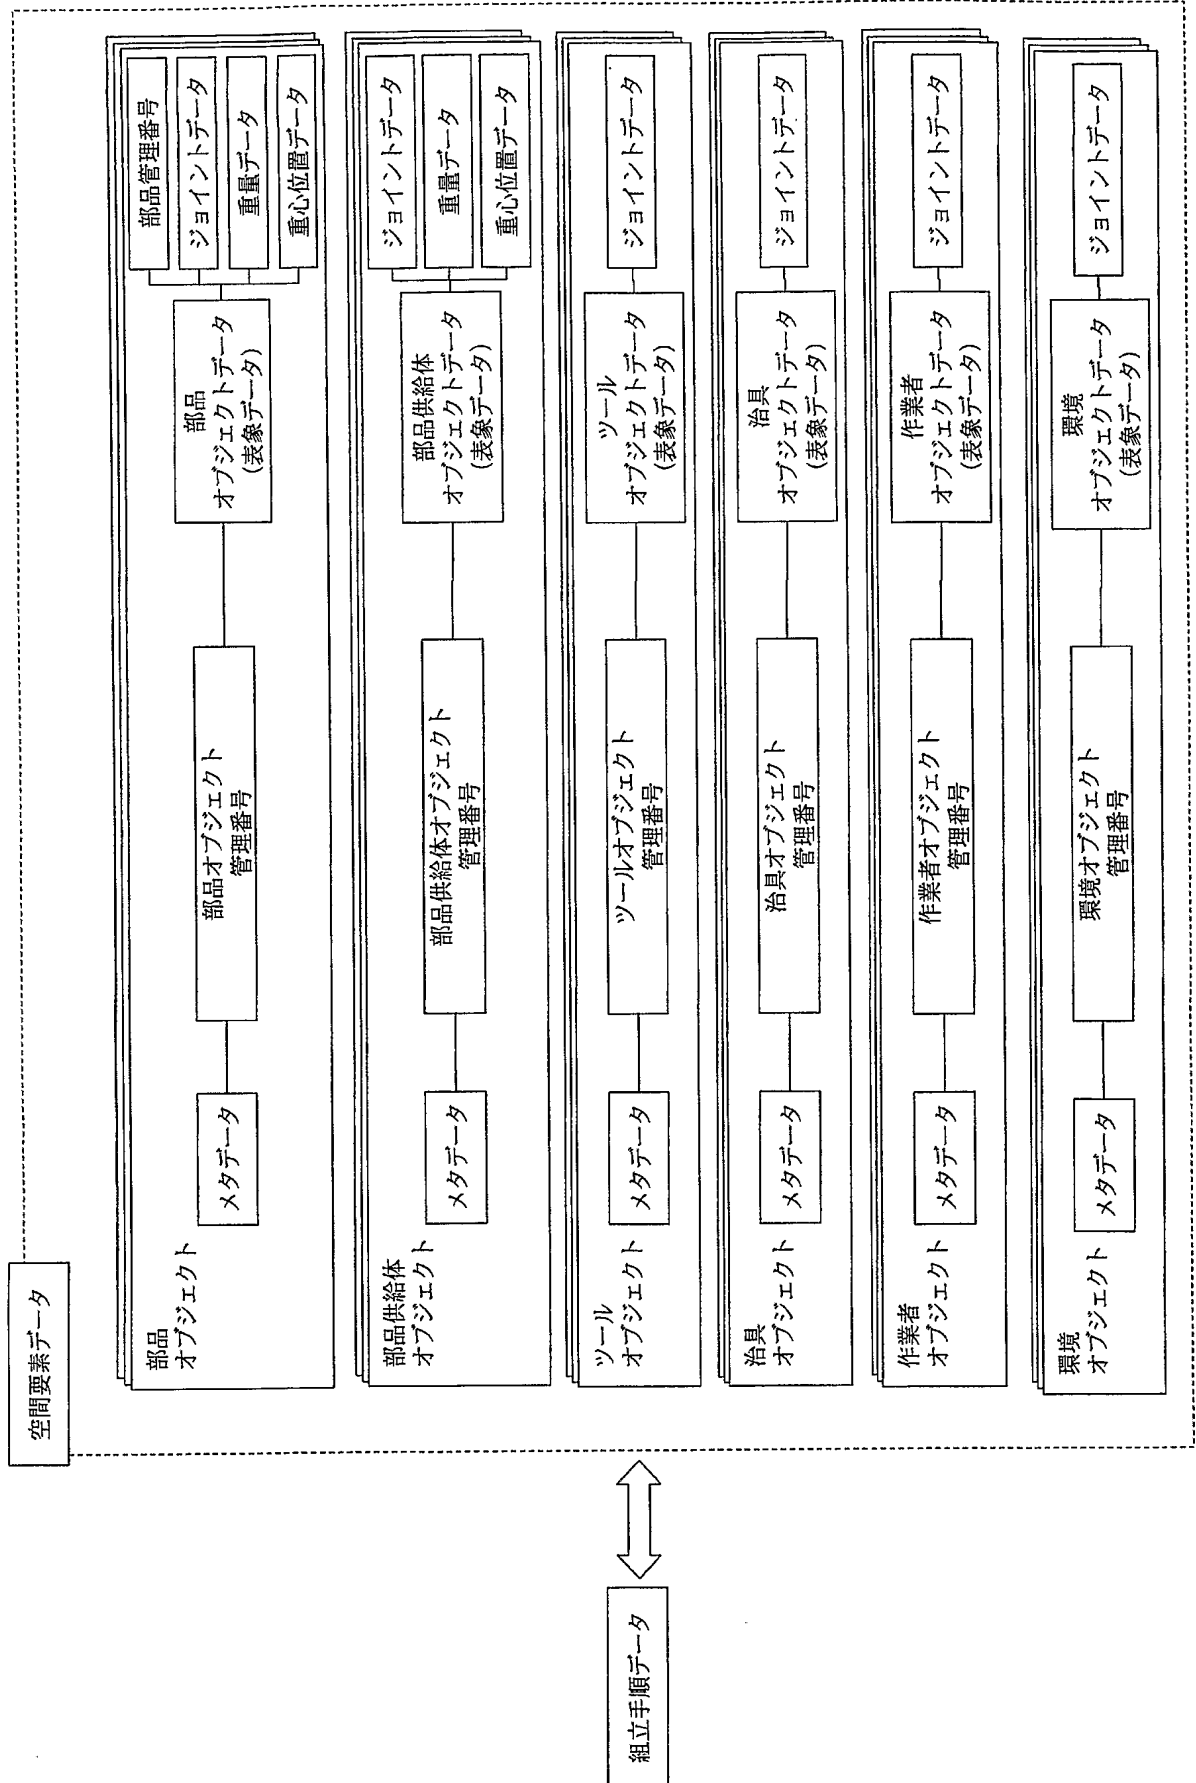 組立手順データ
空間要素データ
部品
オブジェクト
メタデータ
部品オブジェクト
管理番号
部品
オブジェクトデータ
(表象データ)
部品管理番号
ジョイントデータ
重量データ
重心位置データ
部品供給体
オブジェクト
メタデータ
部品供給体オブジェクト
管理番号
部品供給体
オブジェクトデータ
(表象データ)
ジョイントデータ
重量データ
重心位置データ
ツール
オブジェクト
メタデータ
ツールオブジェクト
管理番号
ツール
オブジェクトデータ
(表象データ)
ジョイントデータ
治具
オブジェクト
メタデータ
治具オブジェクト
管理番号
治具
オブジェクトデータ
(表象データ)
ジョイントデータ
作業者
オブジェクト
メタデータ
作業者オブジェクト
管理番号
作業者
オブジェクトデータ
(表象データ)
ジョイントデータ
環境
オブジェクト
メタデータ
環境オブジェクト
管理番号
環境
オブジェクトデータ
(表象データ)
ジョイントデータ